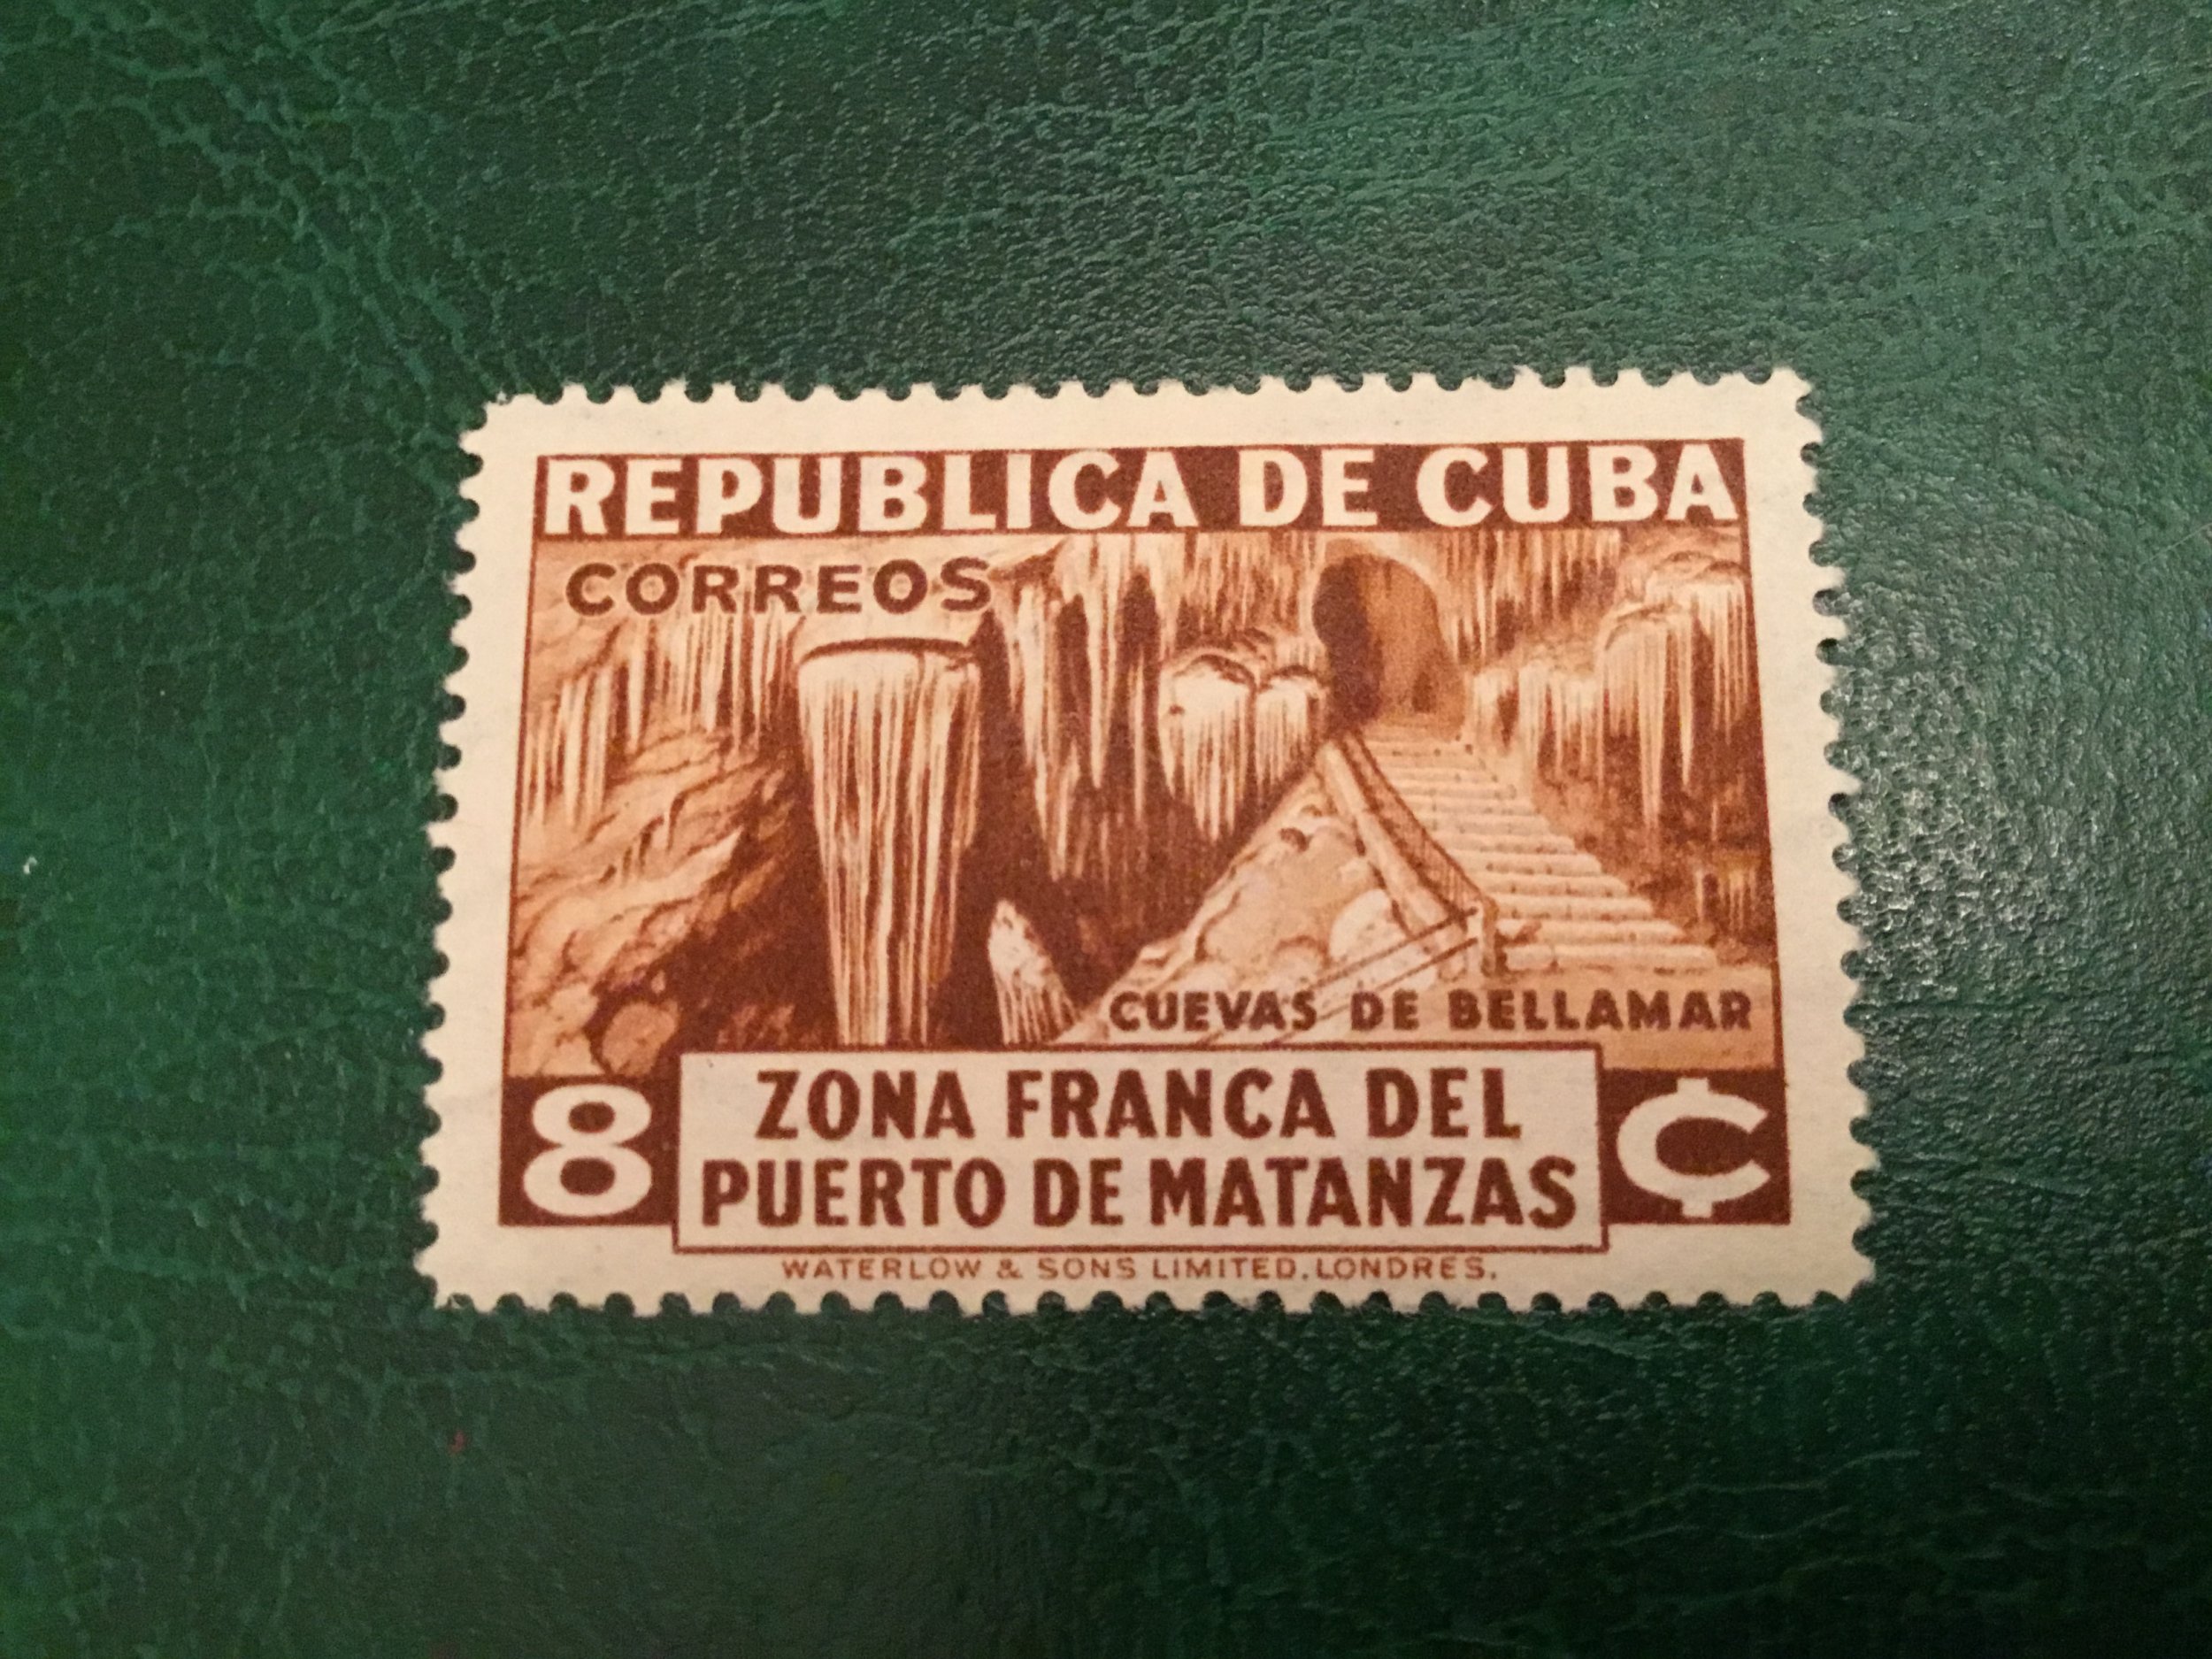 REPUBLICA DE CUBA
CORREOS
CUEVAS DE BELLAMAR
8 ZONA FRANCA DEL ¢
PUERTO DE MATANZAS
WATERLOW & SONS LIMITED. LONDRES.